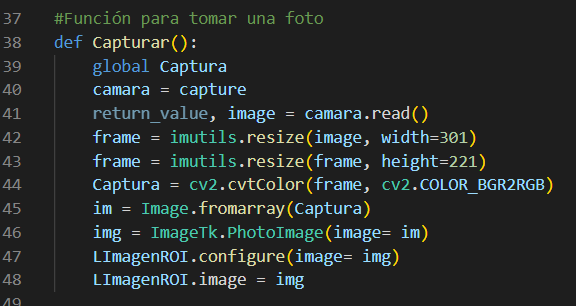 37 #Función para tomar una foto
38 def Capturar():
39     global Captura
40     camara = capture
41     return_value, image = camara.read()
42     frame = imutils.resize(image, width=301)
43     frame = imutils.resize(frame, height=221)
44     Captura = cv2.cvtColor(frame, cv2.COLOR_BGR2RGB)
45     im = Image.fromarray(Captura)
46     img = ImageTk.PhotoImage(image= im)
47     LImagenROI.configure(image= img)
48     LImagenROI.image = img
49